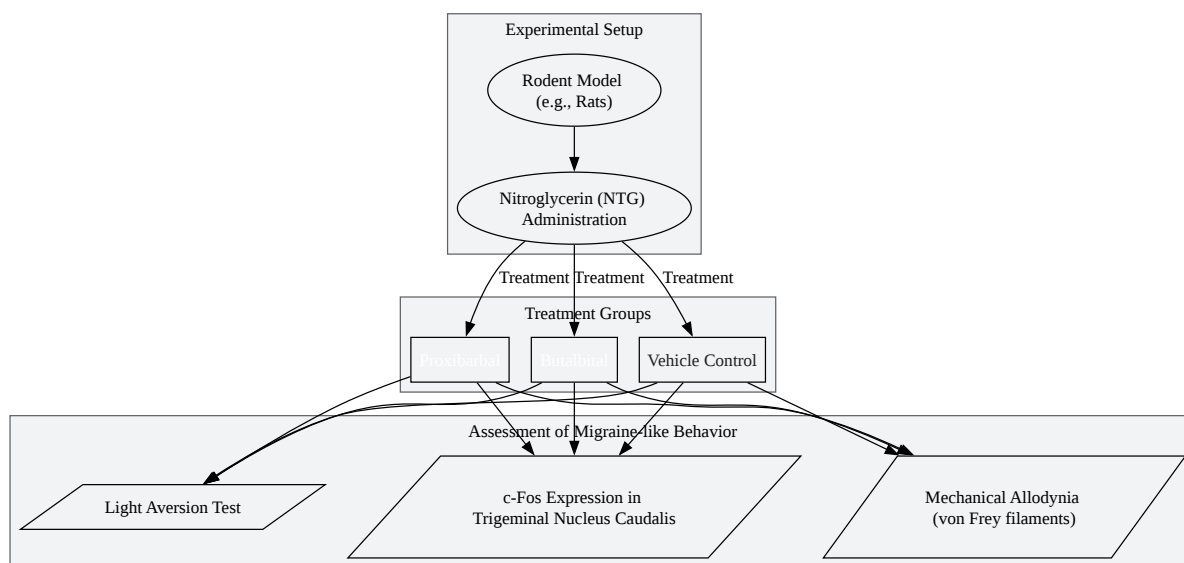 Experimental Setup
Rodent Model
(e.g., Rats)
Nitroglycerin (NTG)
Administration
Treatment Treatment Treatment
Treatment Groups
Proxibarbal Butalbital Vehicle Control
Assessment of Migraine-like Behavior
Light Aversion Test
c-Fos Expression in
Trigeminal Nucleus Caudalis
Mechanical Allodynia
(von Frey filaments)